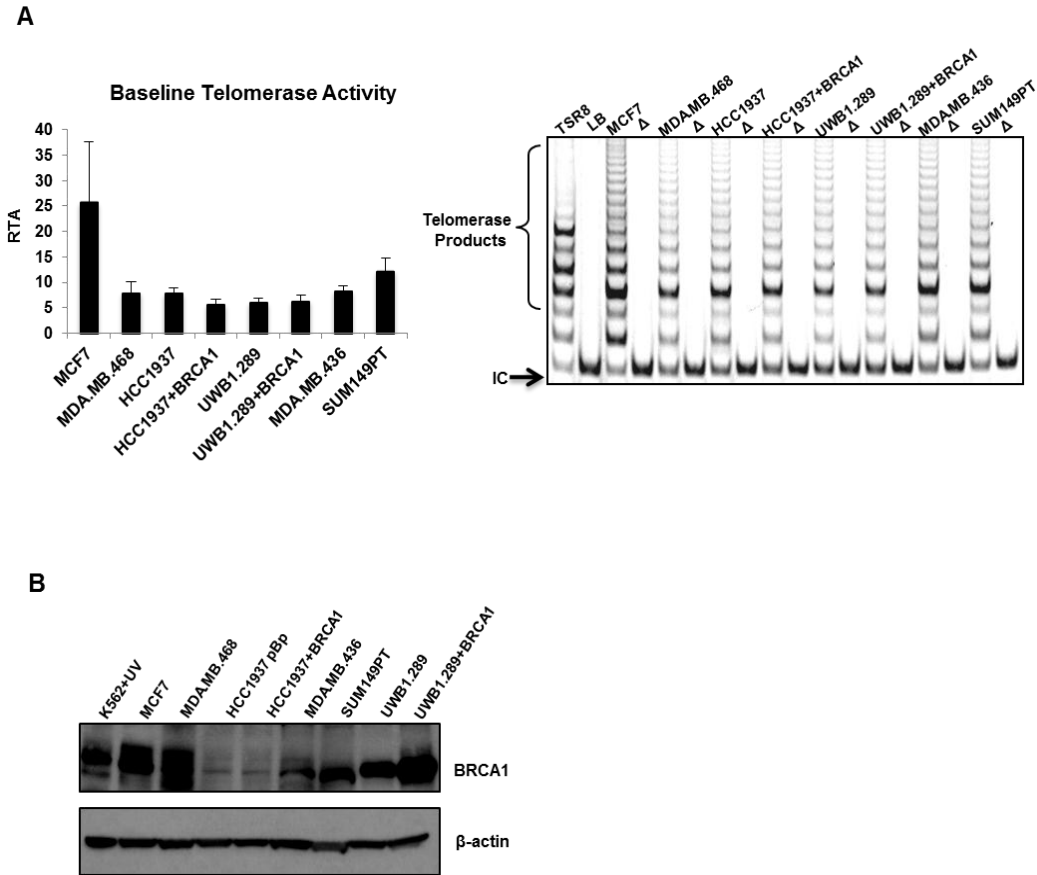 A
Baseline Telomerase Activity
RTA
40
35
30
25
20
15
10
5
0
MCF7
MDA.MB.468
HCC1937
HCC1937+BRCA1
UWB1.289
UWB1.289+BRCA1
MDA.MB.436
SUM149PT
TSR8
LB
MCF7
Δ
MDA.MB.468
Δ
HCC1937
Δ
HCC1937+BRCA1
Δ
UWB1.289
Δ
UWB1.289+BRCA1
Δ
MDA.MB.436
Δ
SUM149PT
Δ
Telomerase
Products
IC
B
K562+UV
MCF7
MDA.MB.468
HCC1937 pBp
HCC1937+BRCA1
MDA.MB.436
SUM149PT
UWB1.289
UWB1.289+BRCA1
BRCA1
β-actin